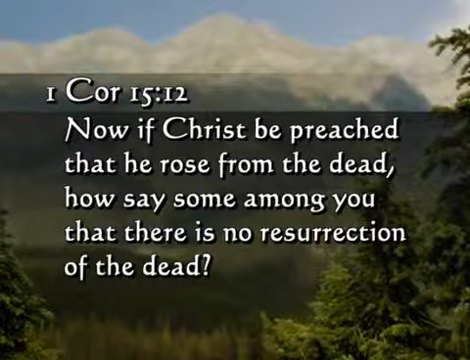 1 Cor 15:12
Now if Christ be preached
that he rose from the dead,
how say some among you
that there is no resurrection
of the dead?